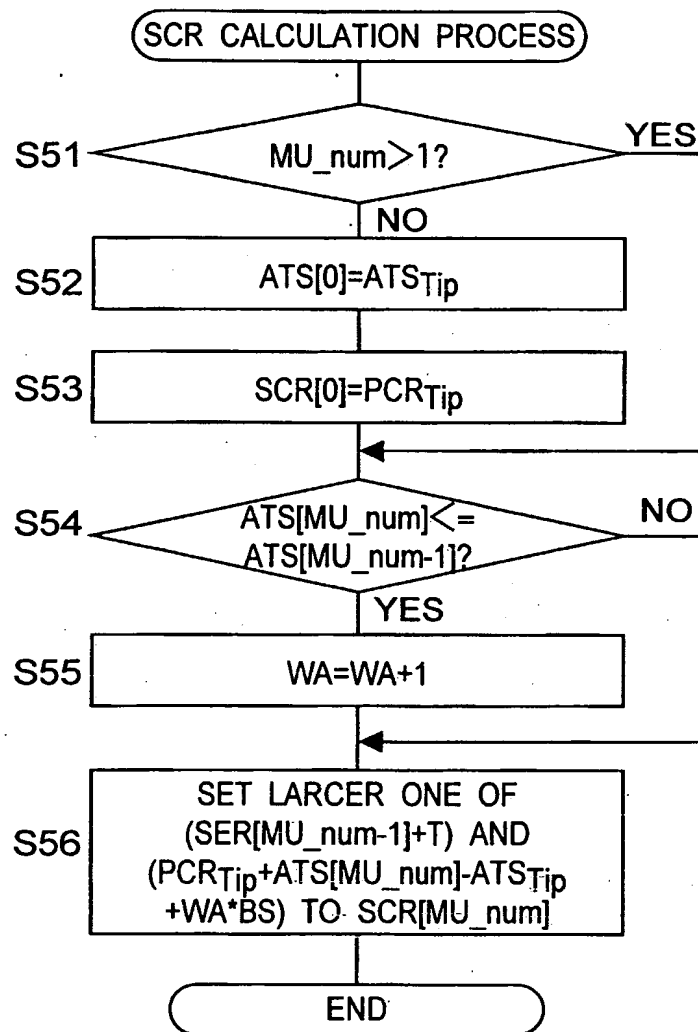 SCR CALCULATION PROCESS
S51
MU_num>1?
YES
NO
S52
ATS[0]=ATSTip
S53
SCR[0]=PCRTip
S54
ATS[MU_num]<=
ATS[MU_num-1]?
NO
YES
S55
WA=WA+1
S56
SET LARCER ONE OF
(SER[MU_num-1]+T) AND
(PCRTip+ATS[MU_num]-ATSTip
+WA*BS) TO SCR[MU_num]
END